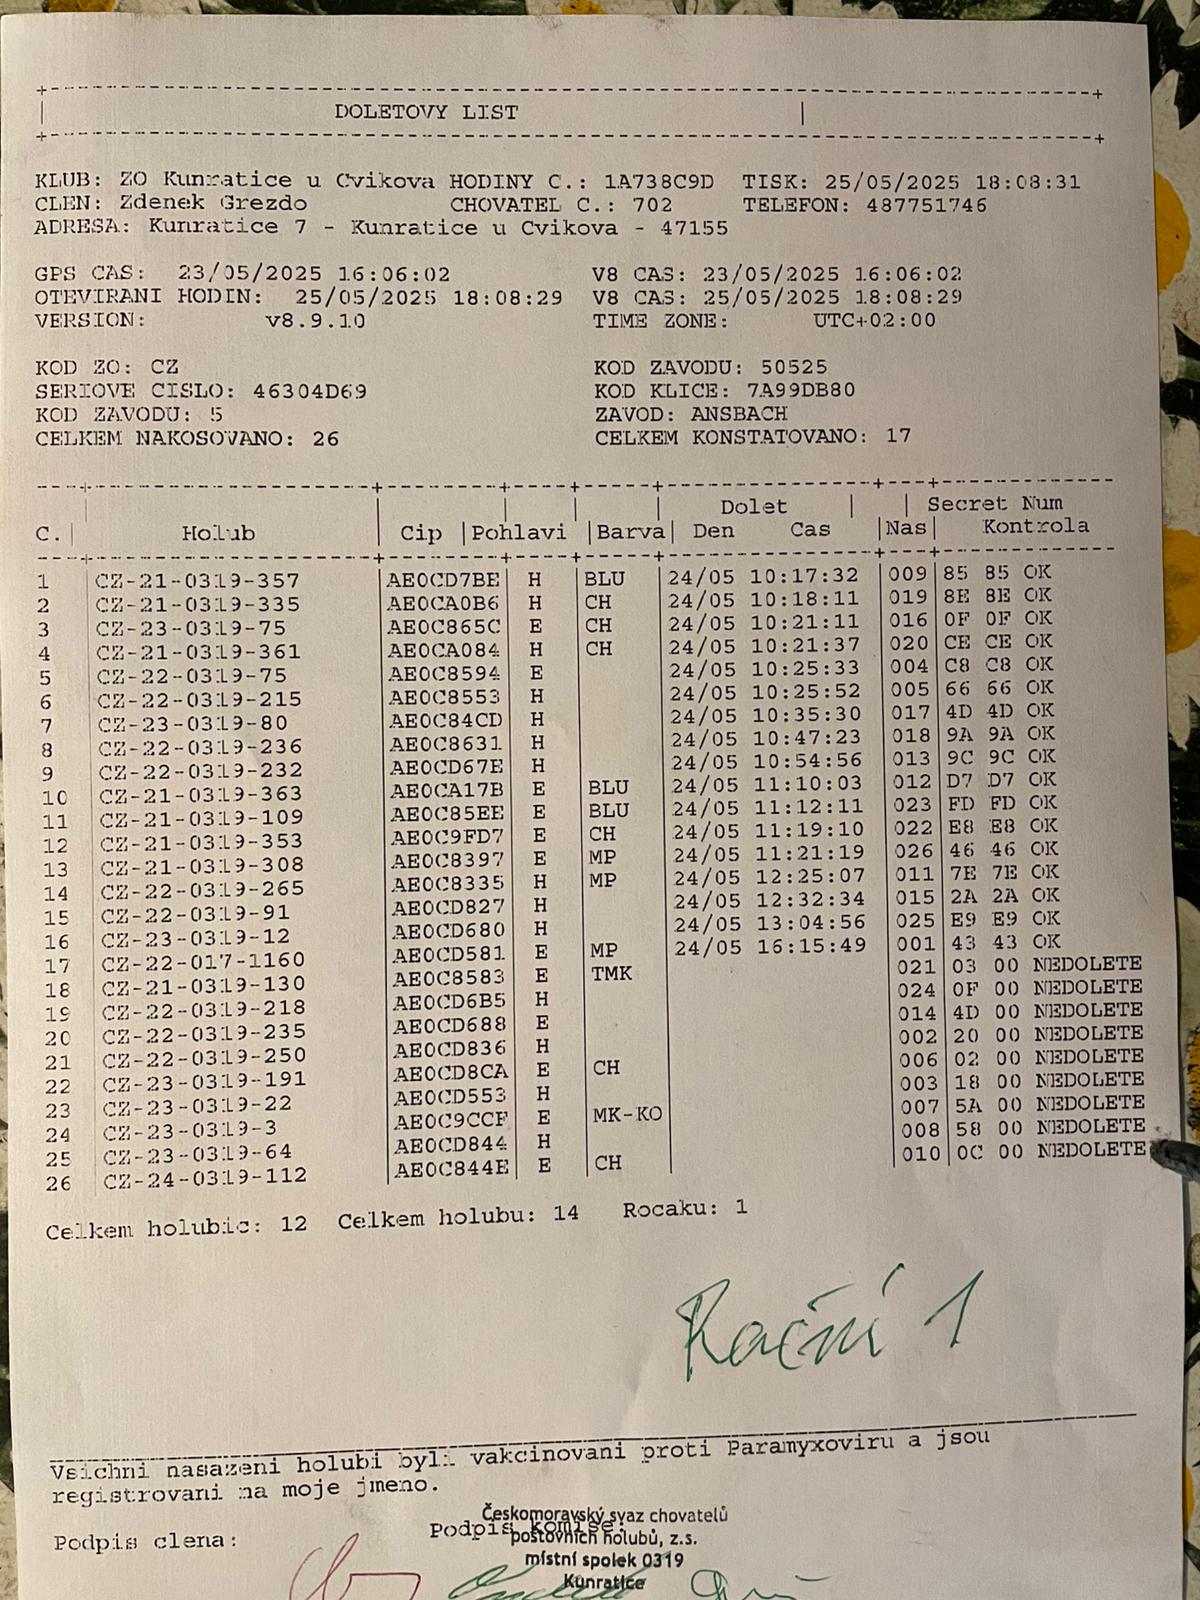 DOLETOVY LIST
KLUB: ZO Kunratice u Cvikova HODINY C.: 1A738C9D TISK: 25/05/2025 18:08:31
CLEN: Zdenek Grezdo CHOVATEL C.: 702 TELEFON: 487751746
ADRESA: Kunratice 7 - Kunratice u Cvikova - 47155
GPS CAS: 23/05/2025 16:06:02 V8 CAS: 23/05/2025 16:06:02
OTEVIRANI HODIN: 25/05/2025 18:08:29 V8 CAS: 25/05/2025 18:08:29
VERSION: v8.9.10 TIME ZONE: UTC+02:00
KOD ZO: CZ KOD ZAVODU: 50525
SERIOVE CISLO: 46304D69 KOD KLICE: 7A99DB80
KOD ZAVODU: 5 ZAVOD: ANSBACH
CELKEM NAKOSOVANO: 26 CELKEM KONSTATOVANO: 17
Dolet Secret Num
C. Holub Cip Pohlavi Barva Den Cas Nas Kontrola
1 CZ-21-0319-357 AE0CD7BE H BLU 24/05 10:17:32 009 85 85 OK
2 CZ-21-0319-335 AE0CA0B6 H CH 24/05 10:18:11 019 8E 8E OK
3 CZ-23-0319-75 AE0C865C E CH 24/05 10:21:11 016 0F 0F OK
4 CZ-21-0319-361 AE0CA084 H CH 24/05 10:21:37 020 CE CE OK
5 CZ-22-0319-75 AE0C8594 E 24/05 10:25:33 004 C8 C8 OK
6 CZ-22-0319-215 AE0C8553 H 24/05 10:25:52 005 66 66 OK
7 CZ-23-0319-80 AE0C84CD H 24/05 10:35:30 017 4D 4D OK
8 CZ-22-0319-236 AE0C8631 H 24/05 10:47:23 018 9A 9A OK
9 CZ-22-0319-232 AE0CD67E H 24/05 10:54:56 013 9C 9C OK
10 CZ-21-0319-363 AE0CA17B E BLU 24/05 11:10:03 012 D7 D7 OK
11 CZ-21-0319-109 AE0C85EE E BLU 24/05 11:12:11 023 FD FD OK
12 CZ-21-0319-353 AE0C9FD7 E CH 24/05 11:19:10 022 E8 E8 OK
13 CZ-21-0319-308 AE0C8397 E MP 24/05 11:21:19 026 46 46 OK
14 CZ-22-0319-265 AE0C8335 H MP 24/05 12:25:07 011 7E 7E OK
15 CZ-22-0319-91 AE0CD827 H 24/05 12:32:34 015 2A 2A OK
16 CZ-23-0319-12 AE0CD680 H 24/05 13:04:56 025 E9 E9 OK
17 CZ-22-017-1160 AE0CD581 E MP 24/05 16:15:49 001 43 43 OK
18 CZ-21-0319-130 AE0C8583 E TMK 021 03 00 NEDOLETE
19 CZ-22-0319-218 AE0CD6B5 H 024 0F 00 NEDOLETE
20 CZ-22-0319-235 AE0CD688 E 014 4D 00 NEDOLETE
21 CZ-22-0319-250 AE0CD836 H 002 20 00 NEDOLETE
22 CZ-23-0319-191 AE0CD8CA E CH 006 02 00 NEDOLETE
23 CZ-23-0319-22 AE0CD553 H 003 18 00 NEDOLETE
24 CZ-23-0319-3 AE0C9CCF E MK-KO 007 5A 00 NEDOLETE
25 CZ-23-0319-64 AE0CD844 H 008 58 00 NEDOLETE
26 CZ-24-0319-112 AE0C844E E CH 010 0C 00 NEDOLETE
Celkem holubic: 12 Celkem holubu: 14 Rocaku: 1
Roční 1
Vsichni nasazeni holubi byli vakcinovani proti Paramyxoviru a jsou
registrovani na moje jmeno.
Českomoravský svaz chovatelů
Podpis clena: Podpis komise:
poštovních holubů, z.s.
místní spolek 0319
Kunratice